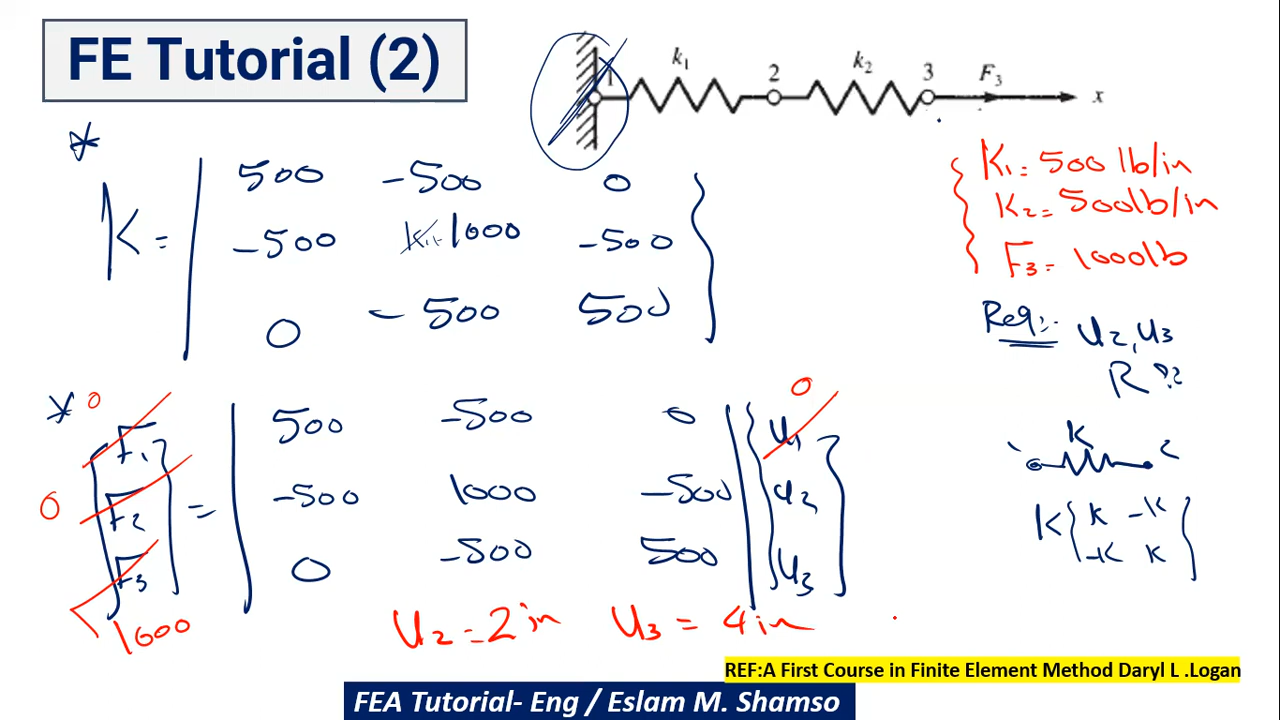 FE Tutorial (2)
1 k₁ 2 k₂ 3 F₃ x
K₁ = 500 lb/in
K₂ = 500 lb/in
F₃ = 1000 lb
*
K =
500 -500 0
-500 1000 -500
0 -500 500
Req:-
u₂, u₃
R ??
* 0
F₁
0 F₂
F₃
1000
=
500 -500 0
-500 1000 -500
0 -500 500
0
u₁
u₂
u₃
K
1 2
K
K -K
-K K
u₂ = 2 in u₃ = 4 in
REF:A First Course in Finite Element Method Daryl L .Logan
FEA Tutorial- Eng / Eslam M. Shamso